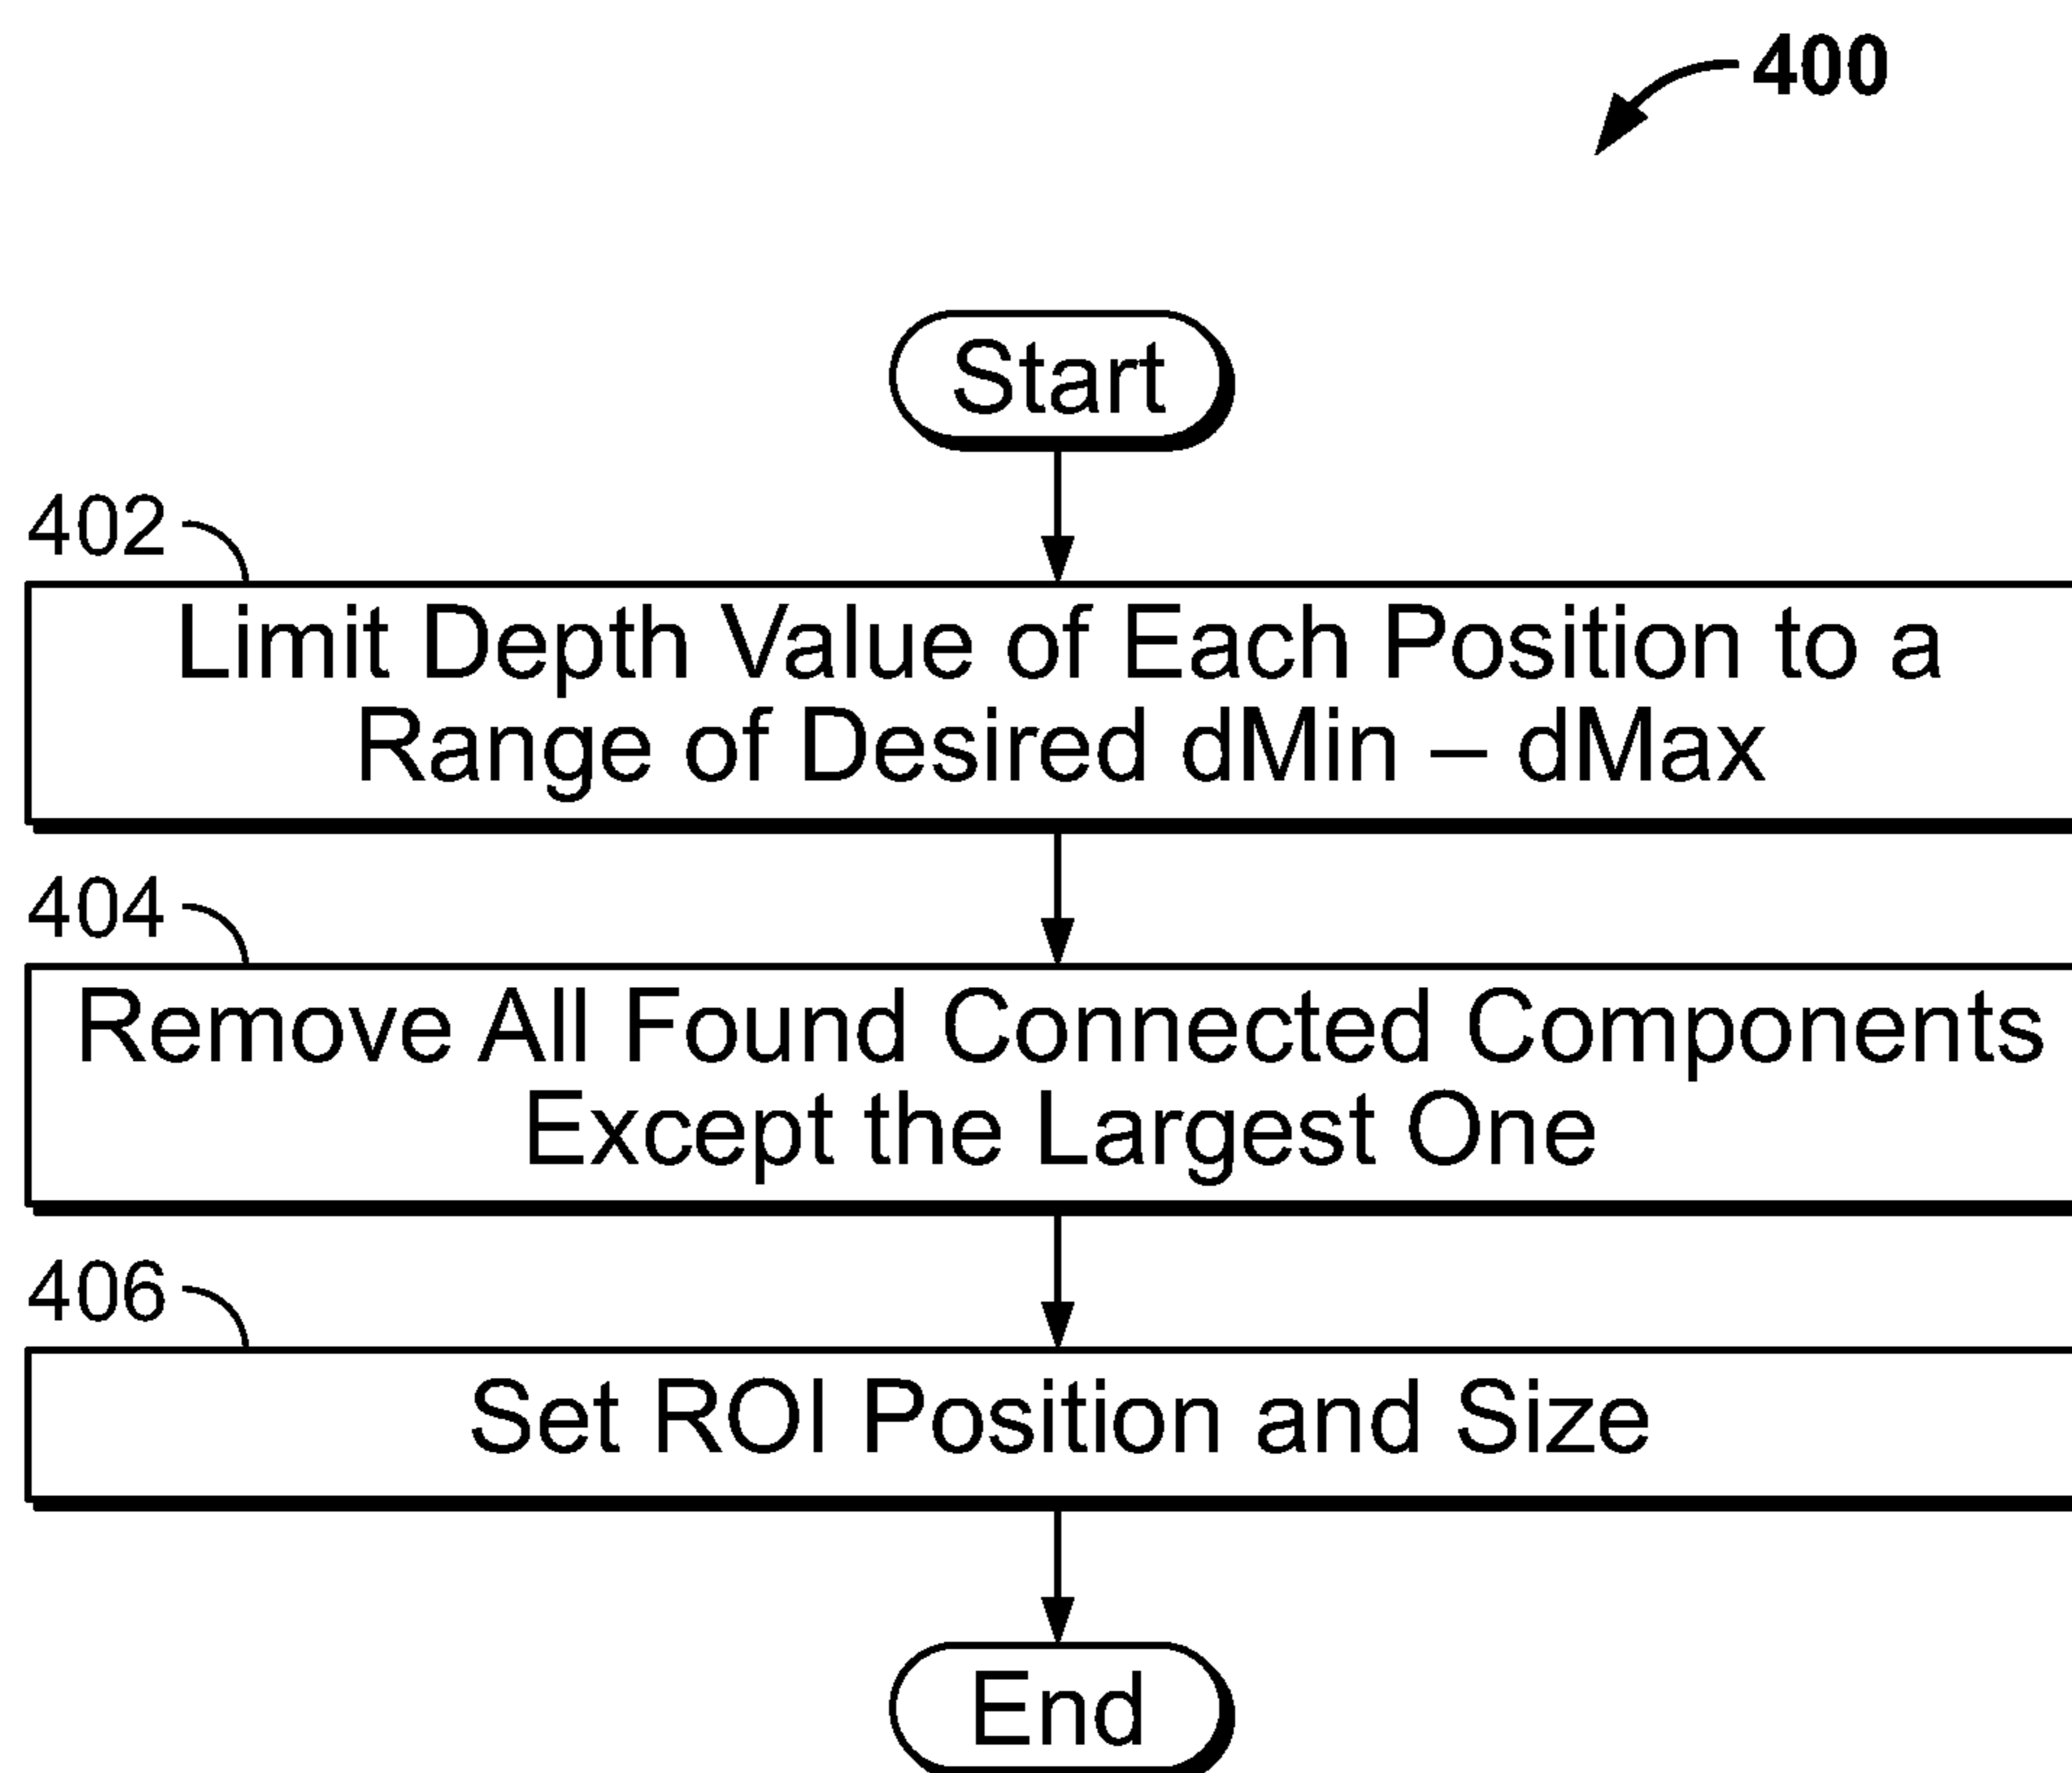 400
Start
402
Limit Depth Value of Each Position to a
Range of Desired dMin – dMax
404
Remove All Found Connected Components
Except the Largest One
406
Set ROI Position and Size
End